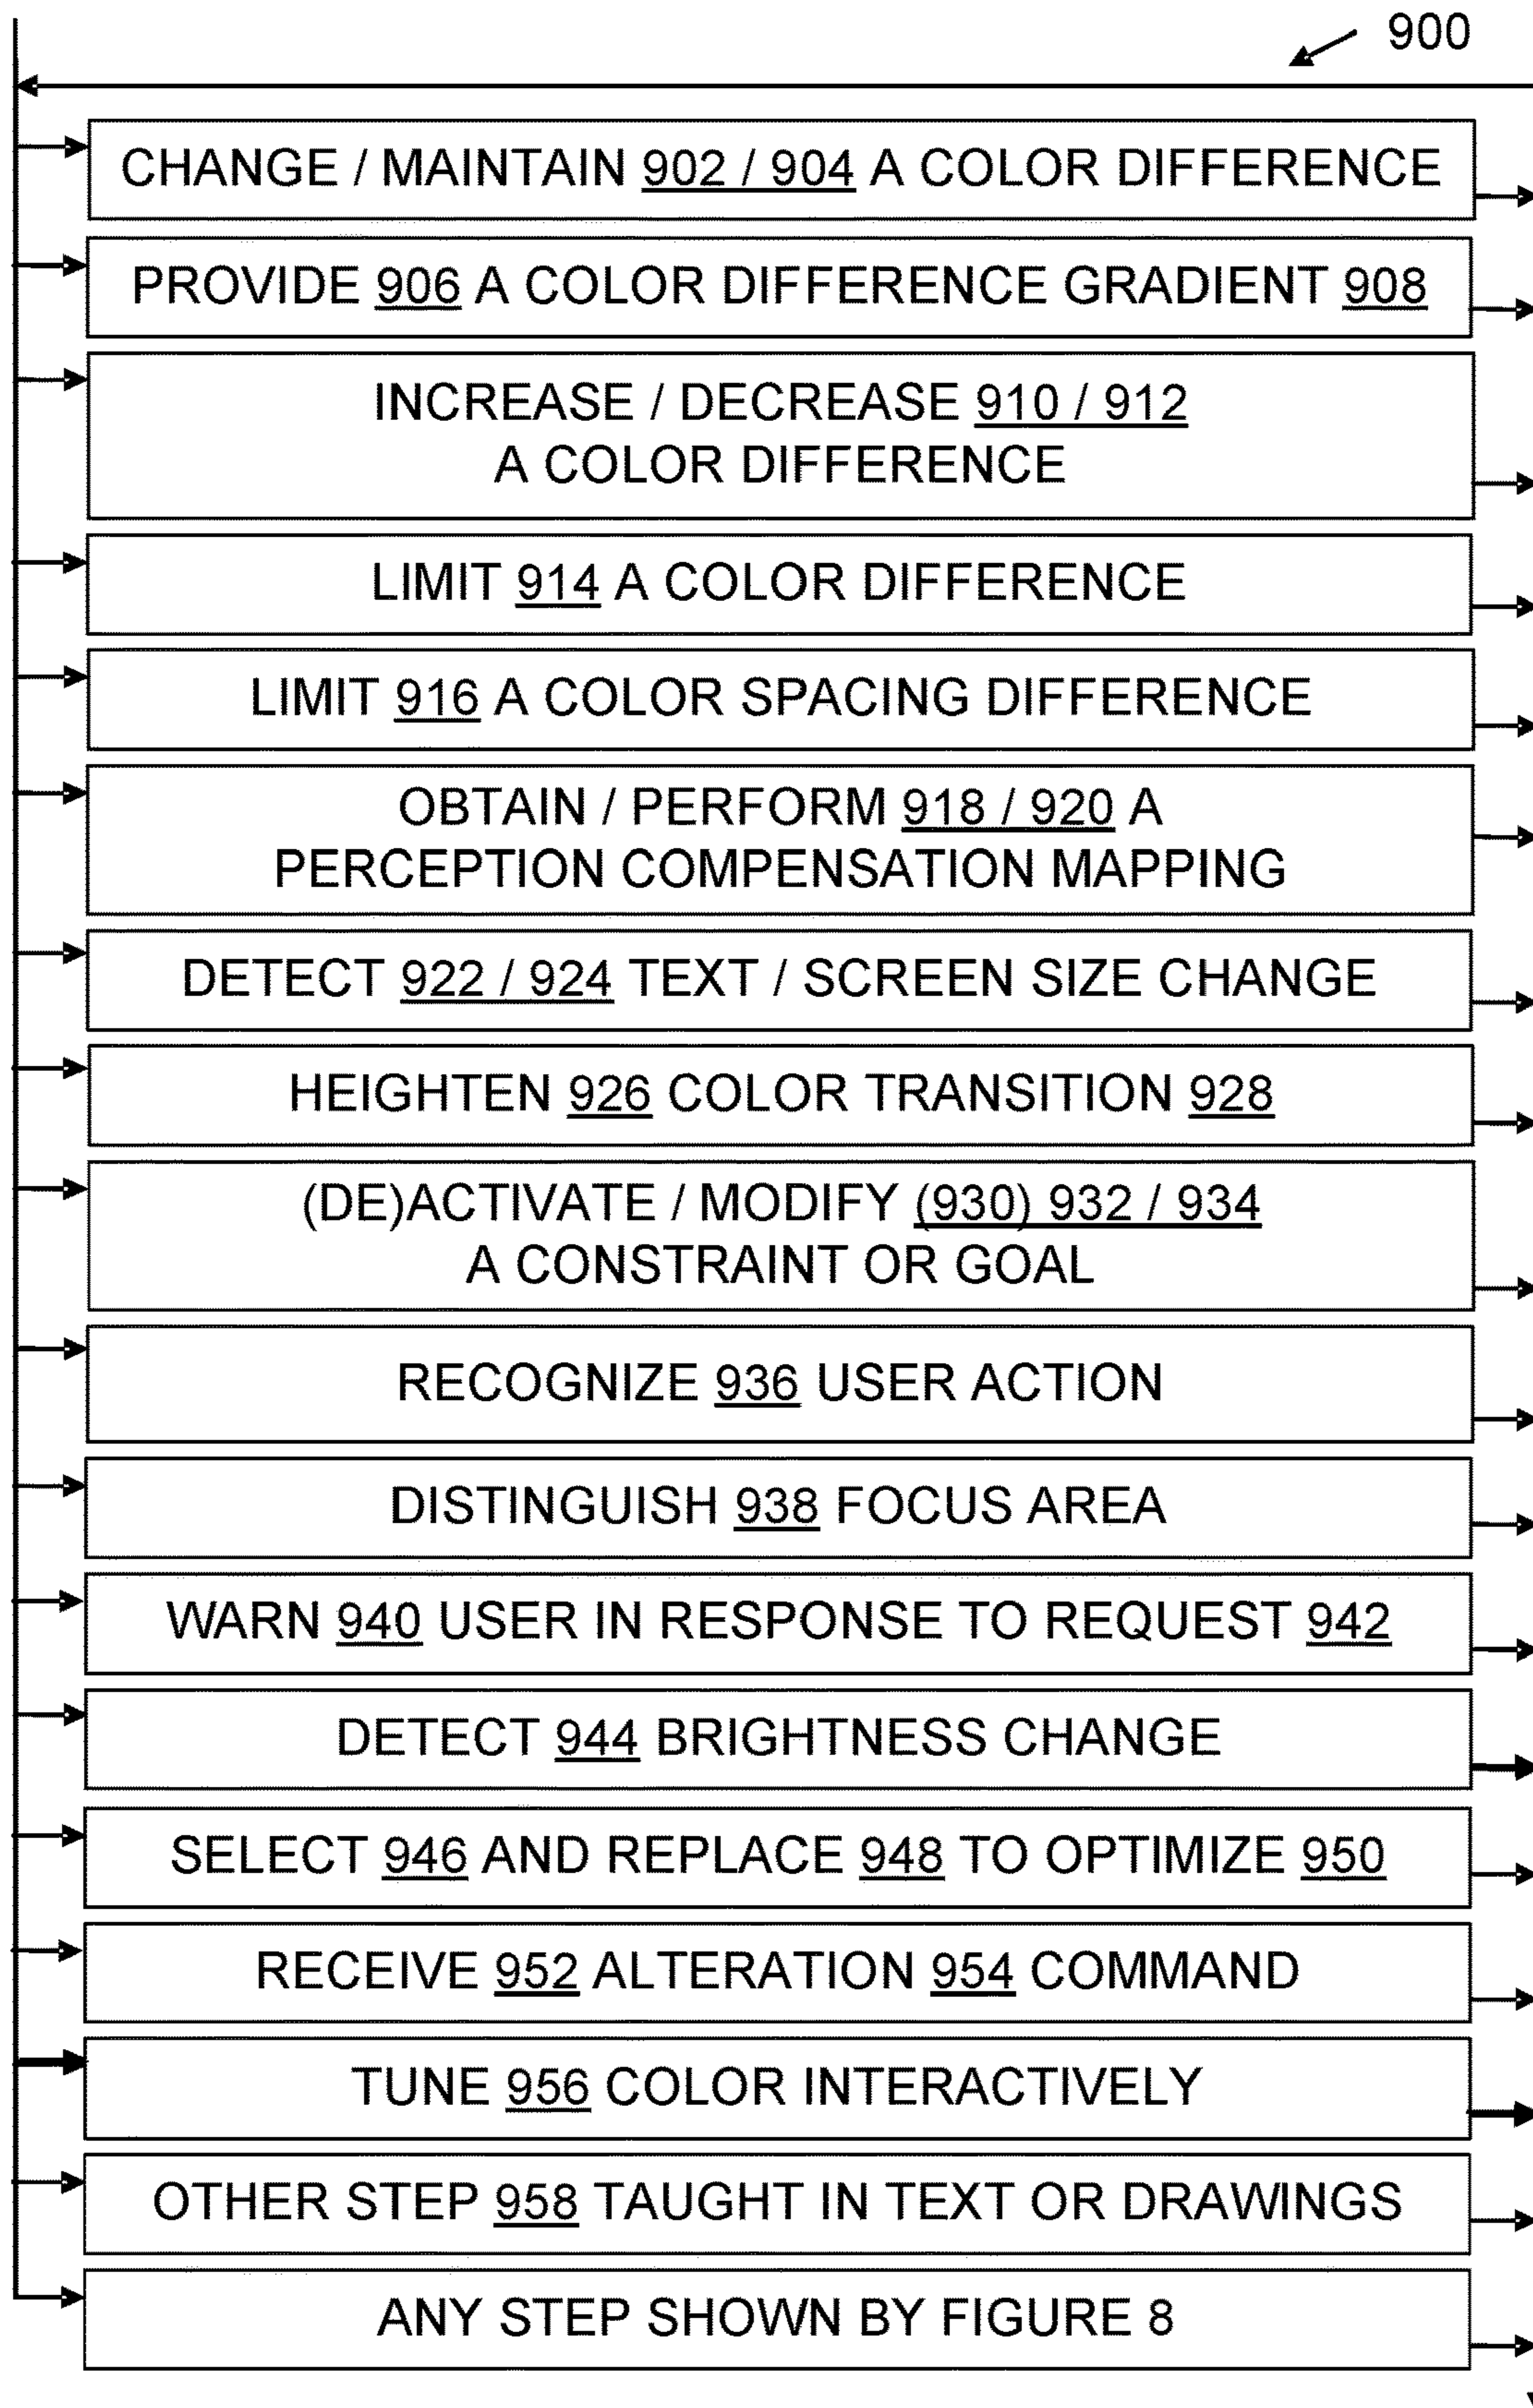 900
CHANGE / MAINTAIN 902 / 904 A COLOR DIFFERENCE
PROVIDE 906 A COLOR DIFFERENCE GRADIENT 908
INCREASE / DECREASE 910 / 912
A COLOR DIFFERENCE
LIMIT 914 A COLOR DIFFERENCE
LIMIT 916 A COLOR SPACING DIFFERENCE
OBTAIN / PERFORM 918 / 920 A
PERCEPTION COMPENSATION MAPPING
DETECT 922 / 924 TEXT / SCREEN SIZE CHANGE
HEIGHTEN 926 COLOR TRANSITION 928
(DE)ACTIVATE / MODIFY (930) 932 / 934
A CONSTRAINT OR GOAL
RECOGNIZE 936 USER ACTION
DISTINGUISH 938 FOCUS AREA
WARN 940 USER IN RESPONSE TO REQUEST 942
DETECT 944 BRIGHTNESS CHANGE
SELECT 946 AND REPLACE 948 TO OPTIMIZE 950
RECEIVE 952 ALTERATION 954 COMMAND
TUNE 956 COLOR INTERACTIVELY
OTHER STEP 958 TAUGHT IN TEXT OR DRAWINGS
ANY STEP SHOWN BY FIGURE 8